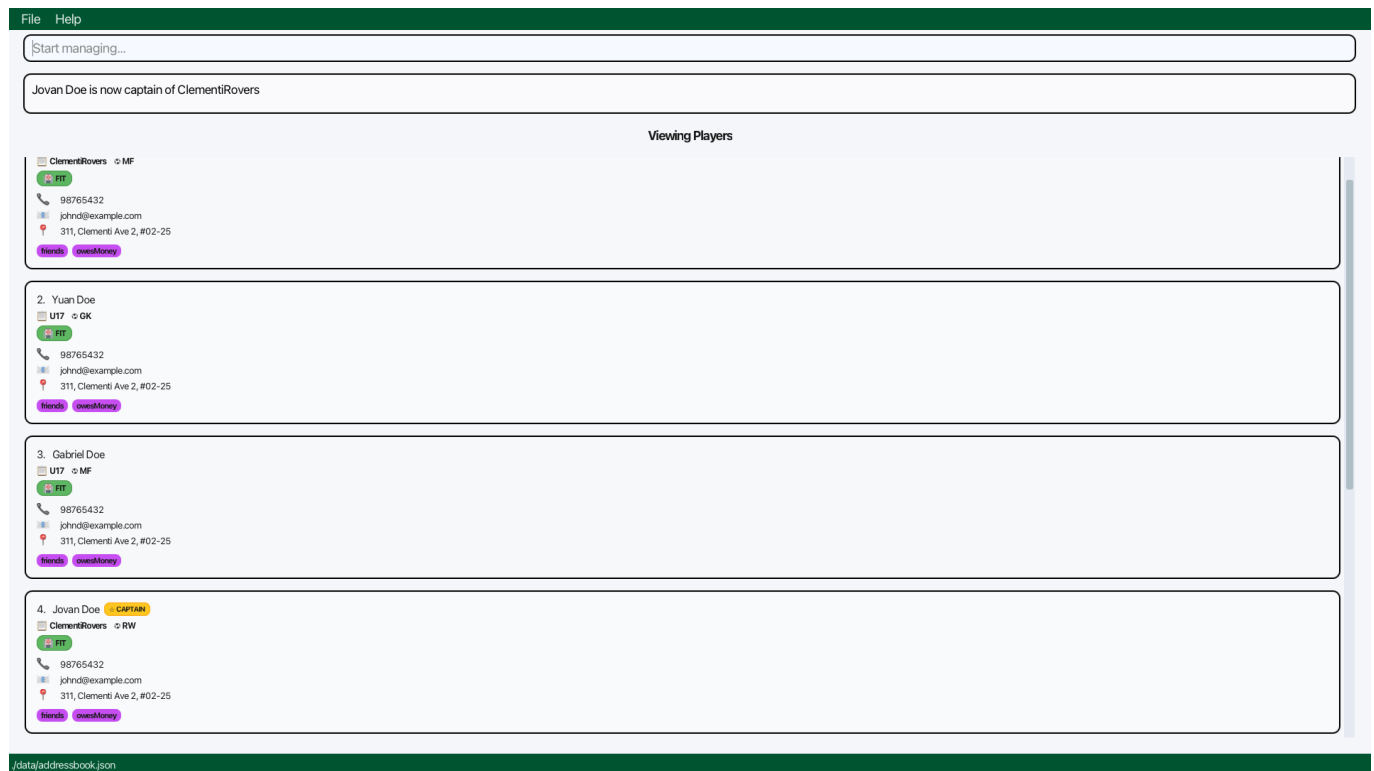 File Help
Start managing...
Jovan Doe is now captain of ClementiRovers
Viewing Players
ClementiRovers MF
FIT
98765432
johnd@example.com
311, Clementi Ave 2, #02-25
friends owesMoney
2. Yuan Doe
U17 GK
FIT
98765432
johnd@example.com
311, Clementi Ave 2, #02-25
friends owesMoney
3. Gabriel Doe
U17 MF
FIT
98765432
johnd@example.com
311, Clementi Ave 2, #02-25
friends owesMoney
4. Jovan Doe CAPTAIN
ClementiRovers RW
FIT
98765432
johnd@example.com
311, Clementi Ave 2, #02-25
friends owesMoney
./data/addressbook.json